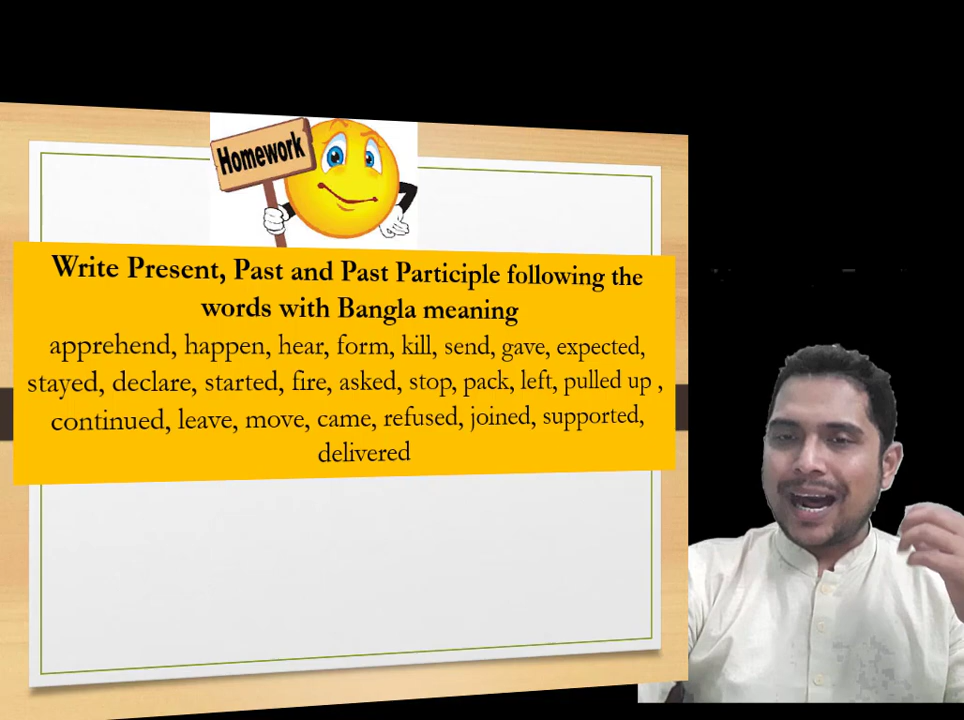 Homework
Write Present, Past and Past Participle following the
words with Bangla meaning
apprehend, happen, hear, form, kill, send, gave, expected,
stayed, declare, started, fire, asked, stop, pack, left, pulled up ,
continued, leave, move, came, refused, joined, supported,
delivered